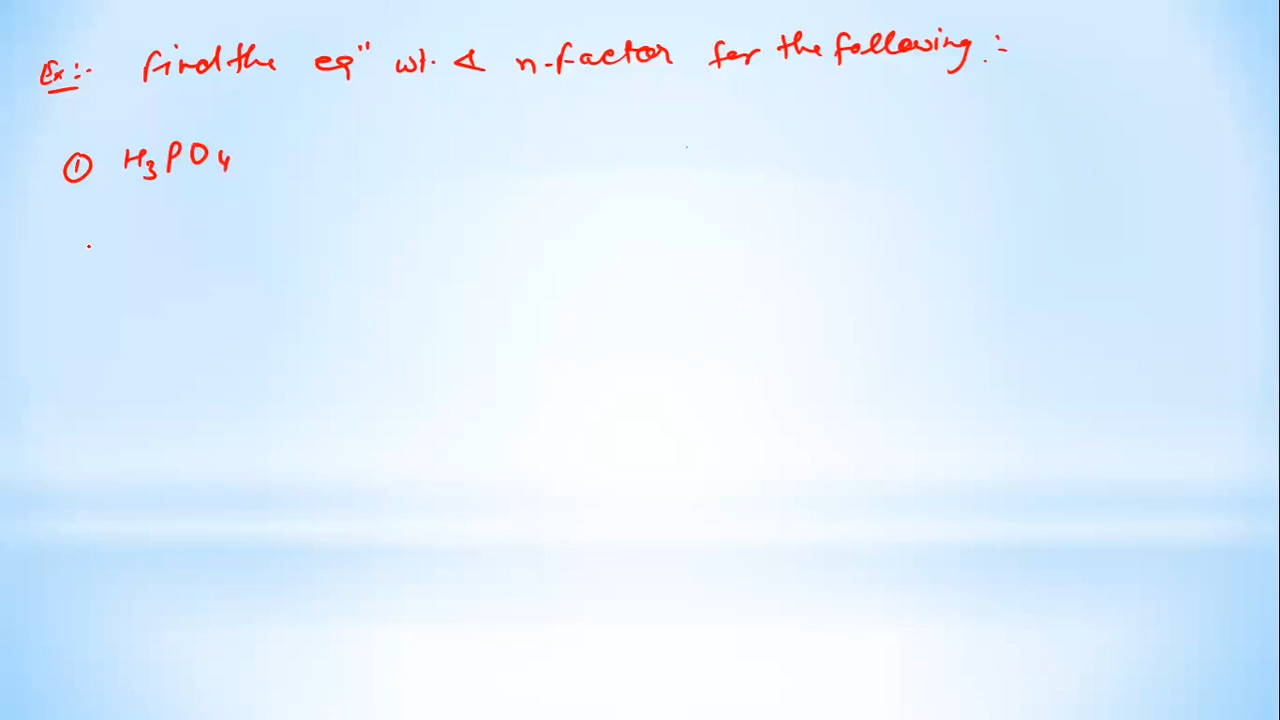 Ex:- find the eq" wt. & n-factor for the following :
① H₃PO₄